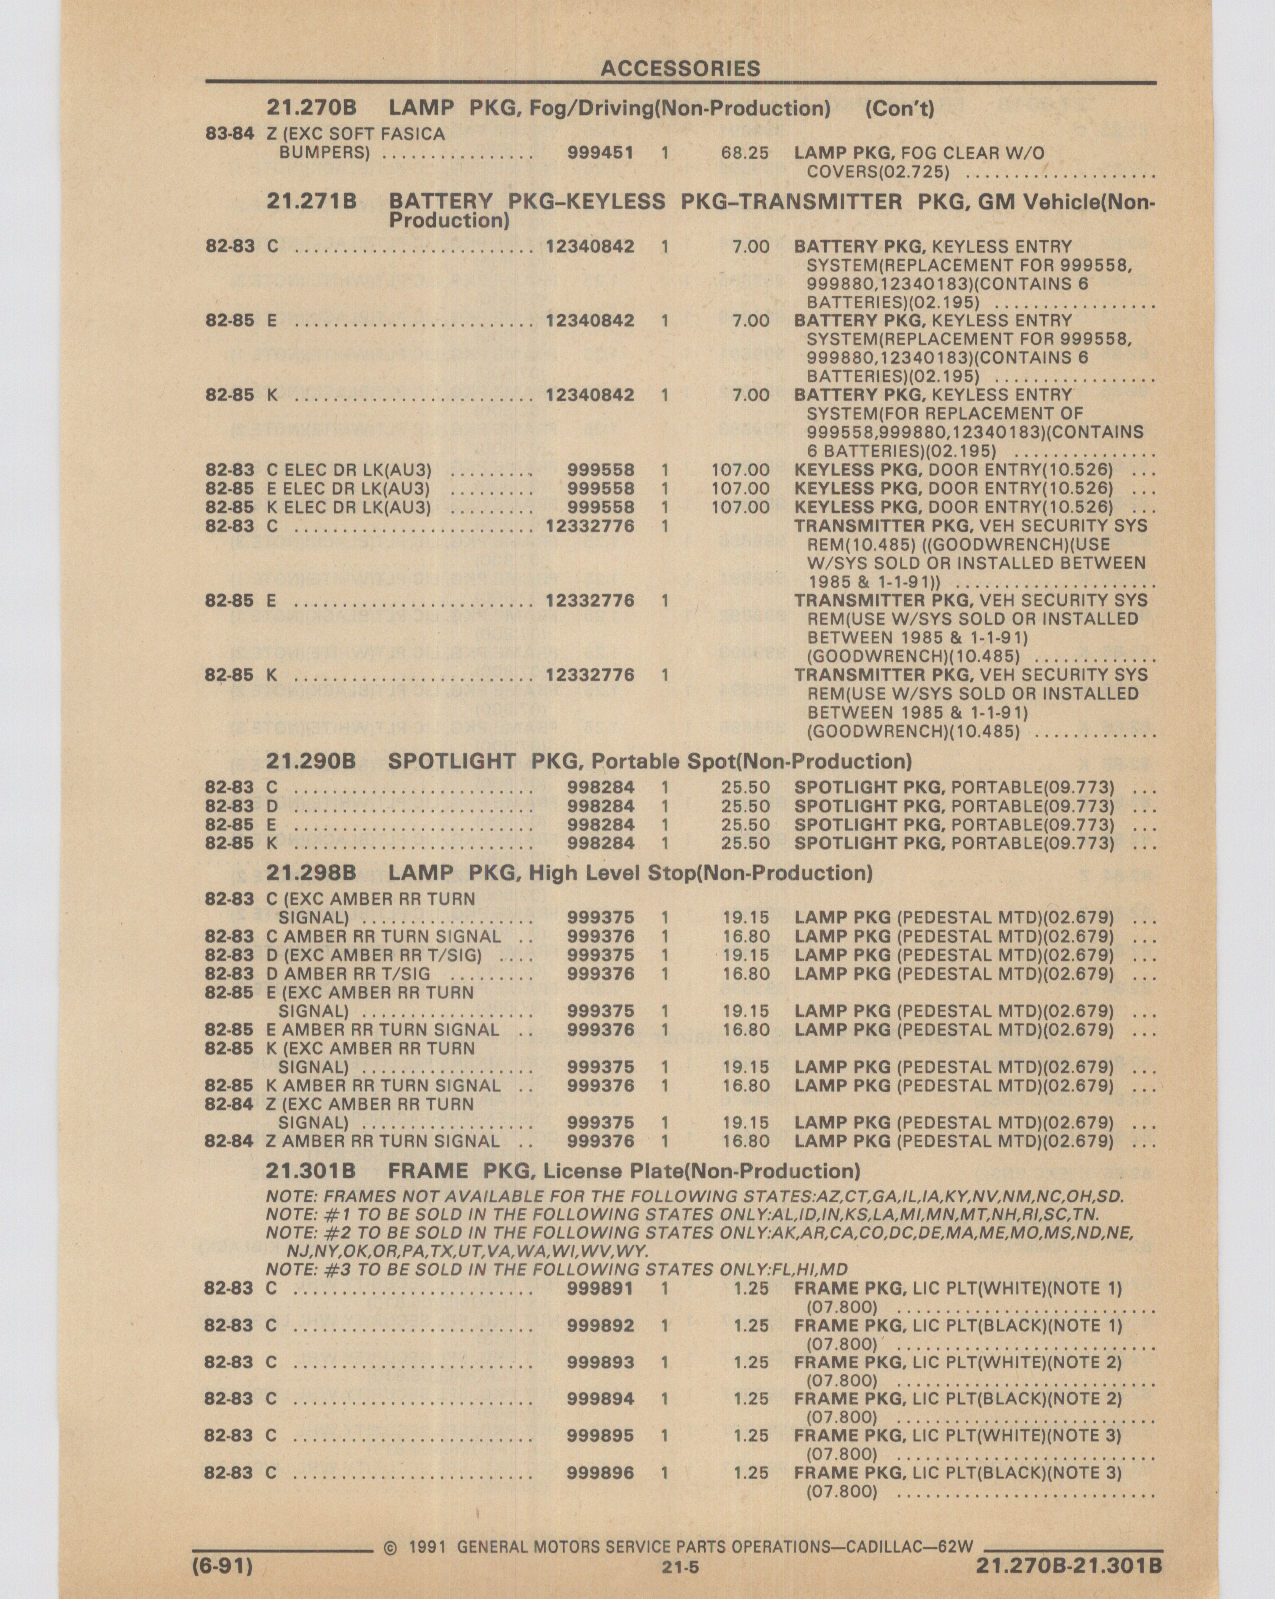 ACCESSORIES
21.270B LAMP PKG, Fog/Driving(Non-Production) (Con't)
83-84 Z (EXC SOFT FASICA
BUMPERS) ................ 999451 1 68.25 LAMP PKG, FOG CLEAR W/O
COVERS(02.725) ....................
21.271B BATTERY PKG–KEYLESS PKG–TRANSMITTER PKG, GM Vehicle(Non-
Production)
82-83 C ......................... 12340842 1 7.00 BATTERY PKG, KEYLESS ENTRY
SYSTEM(REPLACEMENT FOR 999558,
999880,12340183)(CONTAINS 6
BATTERIES)(02.195) .................
82-85 E ......................... 12340842 1 7.00 BATTERY PKG, KEYLESS ENTRY
SYSTEM(REPLACEMENT FOR 999558,
999880,12340183)(CONTAINS 6
BATTERIES)(02.195) .................
82-85 K ......................... 12340842 1 7.00 BATTERY PKG, KEYLESS ENTRY
SYSTEM(FOR REPLACEMENT OF
999558,999880,12340183)(CONTAINS
6 BATTERIES)(02.195) ...............
82-83 C ELEC DR LK(AU3) ......... 999558 1 107.00 KEYLESS PKG, DOOR ENTRY(10.526) ...
82-85 E ELEC DR LK(AU3) ......... 999558 1 107.00 KEYLESS PKG, DOOR ENTRY(10.526) ...
82-85 K ELEC DR LK(AU3) ......... 999558 1 107.00 KEYLESS PKG, DOOR ENTRY(10.526) ...
82-83 C ......................... 12332776 1 TRANSMITTER PKG, VEH SECURITY SYS
REM(10.485) ((GOODWRENCH)(USE
W/SYS SOLD OR INSTALLED BETWEEN
1985 & 1-1-91)) .....................
82-85 E ......................... 12332776 1 TRANSMITTER PKG, VEH SECURITY SYS
REM(USE W/SYS SOLD OR INSTALLED
BETWEEN 1985 & 1-1-91)
(GOODWRENCH)(10.485) .............
82-85 K ......................... 12332776 1 TRANSMITTER PKG, VEH SECURITY SYS
REM(USE W/SYS SOLD OR INSTALLED
BETWEEN 1985 & 1-1-91)
(GOODWRENCH)(10.485) .............
21.290B SPOTLIGHT PKG, Portable Spot(Non-Production)
82-83 C ......................... 998284 1 25.50 SPOTLIGHT PKG, PORTABLE(09.773) ...
82-83 D ......................... 998284 1 25.50 SPOTLIGHT PKG, PORTABLE(09.773) ...
82-85 E ......................... 998284 1 25.50 SPOTLIGHT PKG, PORTABLE(09.773) ...
82-85 K ......................... 998284 1 25.50 SPOTLIGHT PKG, PORTABLE(09.773) ...
21.298B LAMP PKG, High Level Stop(Non-Production)
82-83 C (EXC AMBER RR TURN
SIGNAL) .................. 999375 1 19.15 LAMP PKG (PEDESTAL MTD)(02.679) ...
82-83 C AMBER RR TURN SIGNAL .. 999376 1 16.80 LAMP PKG (PEDESTAL MTD)(02.679) ...
82-83 D (EXC AMBER RR T/SIG) .... 999375 1 19.15 LAMP PKG (PEDESTAL MTD)(02.679) ...
82-83 D AMBER RR T/SIG ......... 999376 1 16.80 LAMP PKG (PEDESTAL MTD)(02.679) ...
82-85 E (EXC AMBER RR TURN
SIGNAL) .................. 999375 1 19.15 LAMP PKG (PEDESTAL MTD)(02.679) ...
82-85 E AMBER RR TURN SIGNAL .. 999376 1 16.80 LAMP PKG (PEDESTAL MTD)(02.679) ...
82-85 K (EXC AMBER RR TURN
SIGNAL) .................. 999375 1 19.15 LAMP PKG (PEDESTAL MTD)(02.679) ...
82-85 K AMBER RR TURN SIGNAL .. 999376 1 16.80 LAMP PKG (PEDESTAL MTD)(02.679) ...
82-84 Z (EXC AMBER RR TURN
SIGNAL) .................. 999375 1 19.15 LAMP PKG (PEDESTAL MTD)(02.679) ...
82-84 Z AMBER RR TURN SIGNAL .. 999376 1 16.80 LAMP PKG (PEDESTAL MTD)(02.679) ...
21.301B FRAME PKG, License Plate(Non-Production)
NOTE: FRAMES NOT AVAILABLE FOR THE FOLLOWING STATES:AZ,CT,GA,IL,IA,KY,NV,NM,NC,OH,SD.
NOTE: #1 TO BE SOLD IN THE FOLLOWING STATES ONLY:AL,ID,IN,KS,LA,MI,MN,MT,NH,RI,SC,TN.
NOTE: #2 TO BE SOLD IN THE FOLLOWING STATES ONLY:AK,AR,CA,CO,DC,DE,MA,ME,MO,MS,ND,NE,
NJ,NY,OK,OR,PA,TX,UT,VA,WA,WI,WV,WY.
NOTE: #3 TO BE SOLD IN THE FOLLOWING STATES ONLY:FL,HI,MD
82-83 C ......................... 999891 1 1.25 FRAME PKG, LIC PLT(WHITE)(NOTE 1)
(07.800) ...........................
82-83 C ......................... 999892 1 1.25 FRAME PKG, LIC PLT(BLACK)(NOTE 1)
(07.800) ...........................
82-83 C ......................... 999893 1 1.25 FRAME PKG, LIC PLT(WHITE)(NOTE 2)
(07.800) ...........................
82-83 C ......................... 999894 1 1.25 FRAME PKG, LIC PLT(BLACK)(NOTE 2)
(07.800) ...........................
82-83 C ......................... 999895 1 1.25 FRAME PKG, LIC PLT(WHITE)(NOTE 3)
(07.800) ...........................
82-83 C ......................... 999896 1 1.25 FRAME PKG, LIC PLT(BLACK)(NOTE 3)
(07.800) ...........................
© 1991 GENERAL MOTORS SERVICE PARTS OPERATIONS—CADILLAC—62W
(6-91) 21-5 21.270B-21.301B